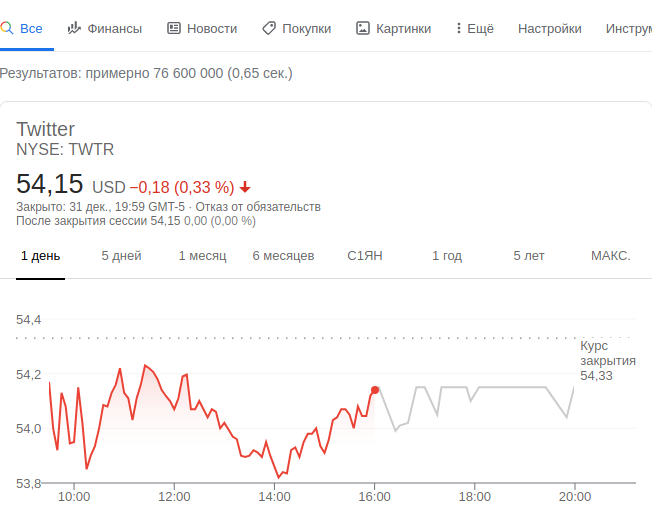 Все Финансы Новости Покупки Картинки Ещё Настройки Инструм
Результатов: примерно 76 600 000 (0,65 сек.)
Twitter
NYSE: TWTR
54,15 USD −0,18 (0,33 %)
Закрыто: 31 дек., 19:59 GMT-5 · Отказ от обязательств
После закрытия сессии 54,15 0,00 (0,00 %)
1 день 5 дней 1 месяц 6 месяцев С1ЯН 1 год 5 лет МАКС.
54,4
Курс
закрытия
54,33
54,2
54,0
53,8
10:00 12:00 14:00 16:00 18:00 20:00